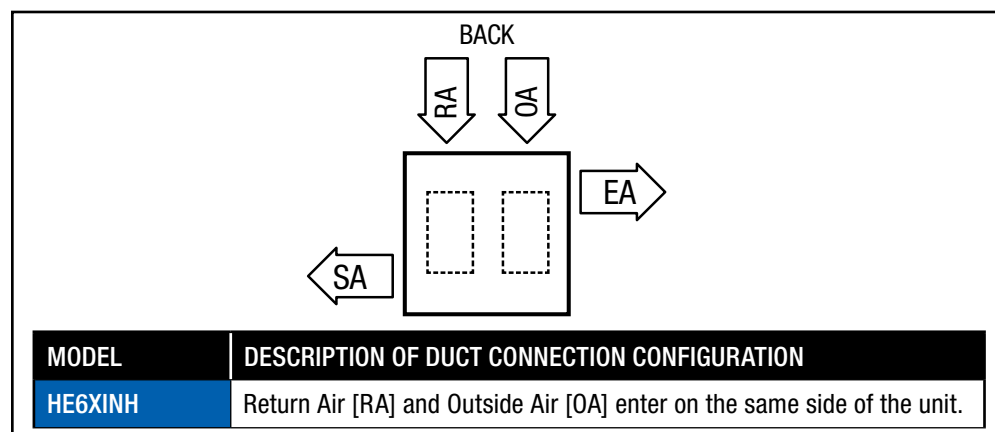 BACK
RA
OA
EA
SA
MODEL DESCRIPTION OF DUCT CONNECTION CONFIGURATION
HE6XINH Return Air [RA] and Outside Air [OA] enter on the same side of the unit.